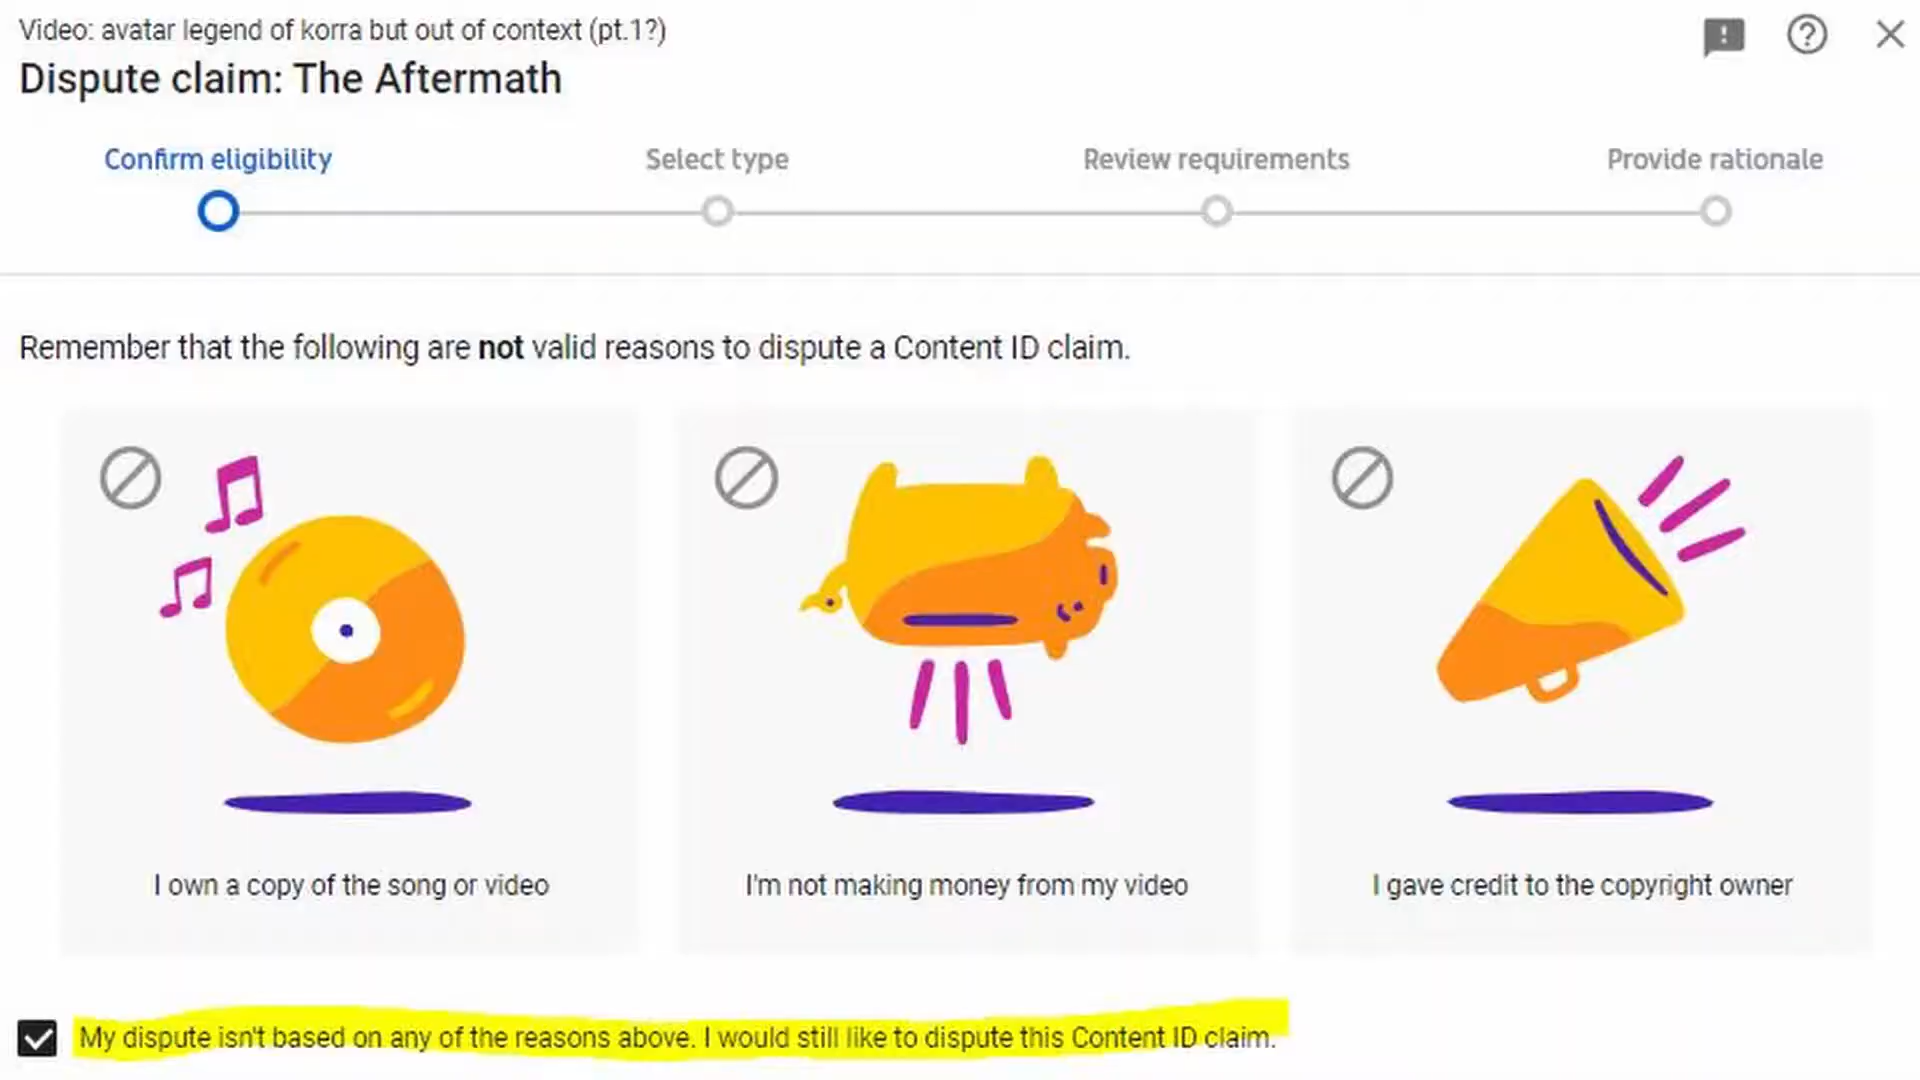 Video: avatar legend of korra but out of context (pt.1?)
Dispute claim: The Aftermath
Confirm eligibility
Select type
Review requirements
Provide rationale
Remember that the following are not valid reasons to dispute a Content ID claim.
I own a copy of the song or video
I'm not making money from my video
I gave credit to the copyright owner
My dispute isn't based on any of the reasons above. I would still like to dispute this Content ID claim.